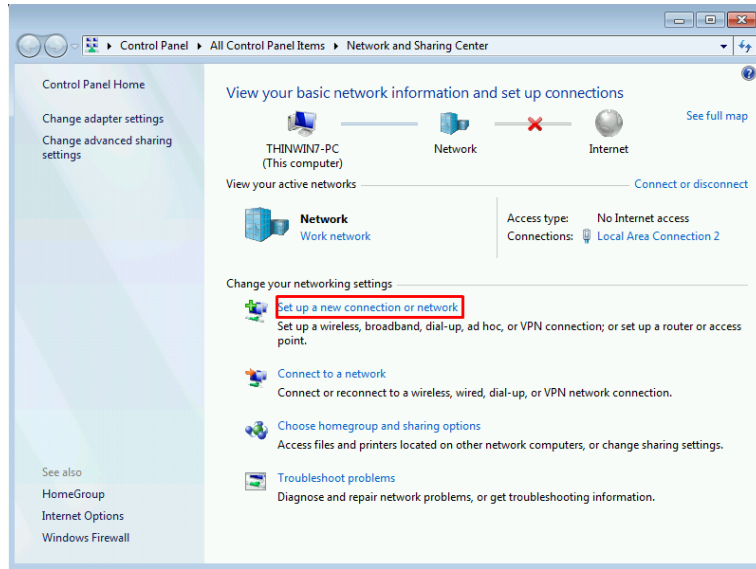 Control Panel ▸ All Control Panel Items ▸ Network and Sharing Center
Control Panel Home
Change adapter settings
Change advanced sharing
settings
See also
HomeGroup
Internet Options
Windows Firewall
View your basic network information and set up connections
See full map
THINWIN7-PC
(This computer)
Network
Internet
View your active networks
Connect or disconnect
Network
Work network
Access type: No Internet access
Connections: Local Area Connection 2
Change your networking settings
Set up a new connection or network
Set up a wireless, broadband, dial-up, ad hoc, or VPN connection; or set up a router or access
point.
Connect to a network
Connect or reconnect to a wireless, wired, dial-up, or VPN network connection.
Choose homegroup and sharing options
Access files and printers located on other network computers, or change sharing settings.
Troubleshoot problems
Diagnose and repair network problems, or get troubleshooting information.